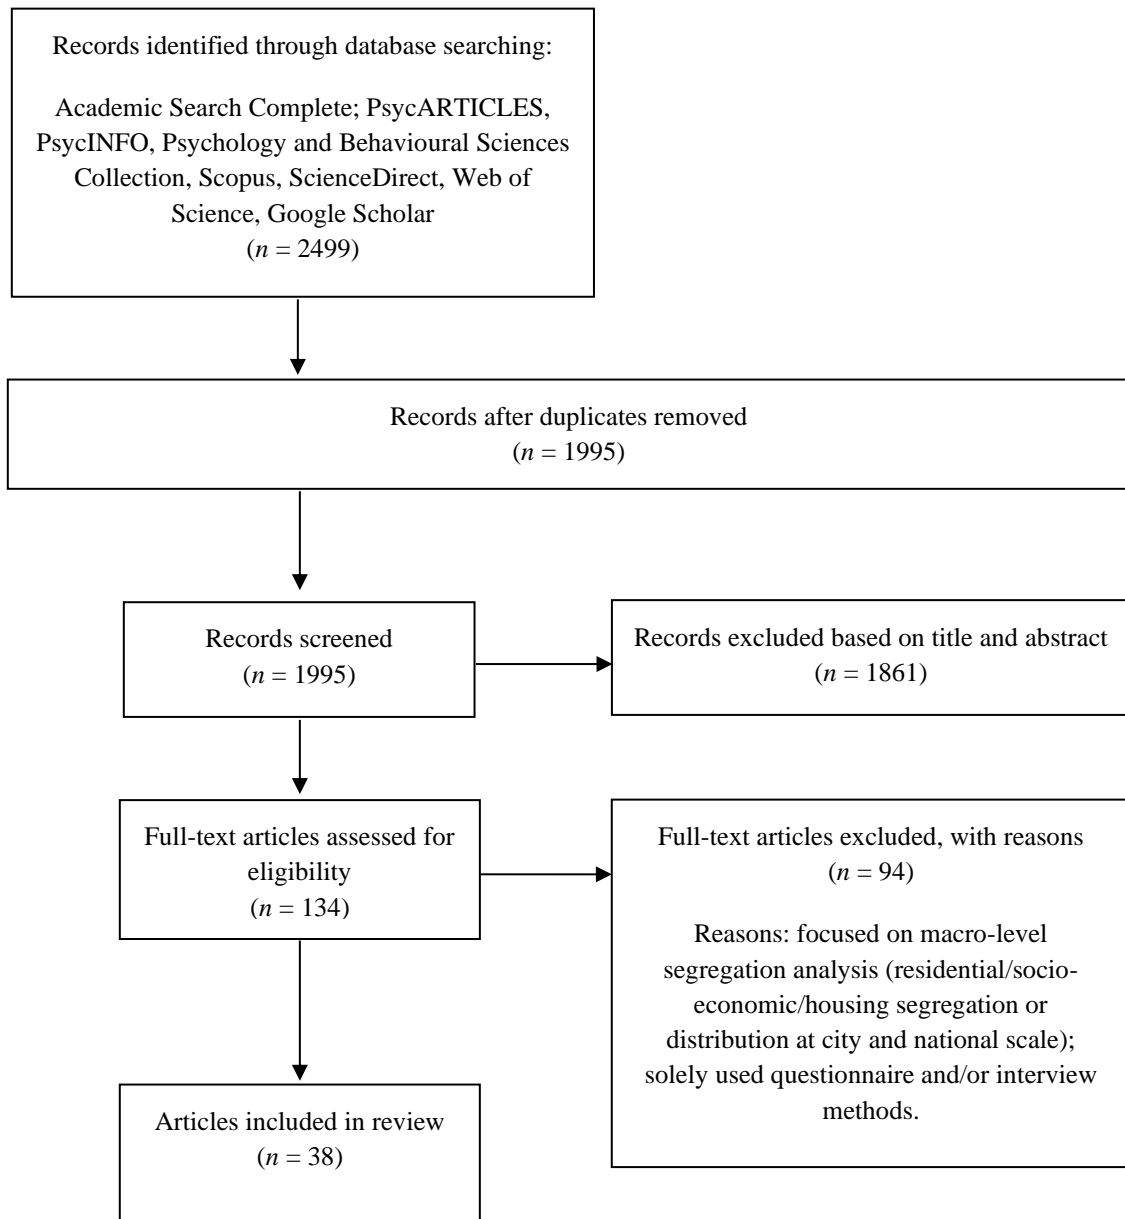 Records identified through database searching:
Academic Search Complete; PsycARTICLES,
PsycINFO, Psychology and Behavioural Sciences
Collection, Scopus, ScienceDirect, Web of
Science, Google Scholar
(n = 2499)
Records after duplicates removed
(n = 1995)
Records screened
(n = 1995)
Records excluded based on title and abstract
(n = 1861)
Full-text articles assessed for
eligibility
(n = 134)
Full-text articles excluded, with reasons
(n = 94)
Reasons: focused on macro-level
segregation analysis (residential/socio-
economic/housing segregation or
distribution at city and national scale);
solely used questionnaire and/or interview
methods.
Articles included in review
(n = 38)